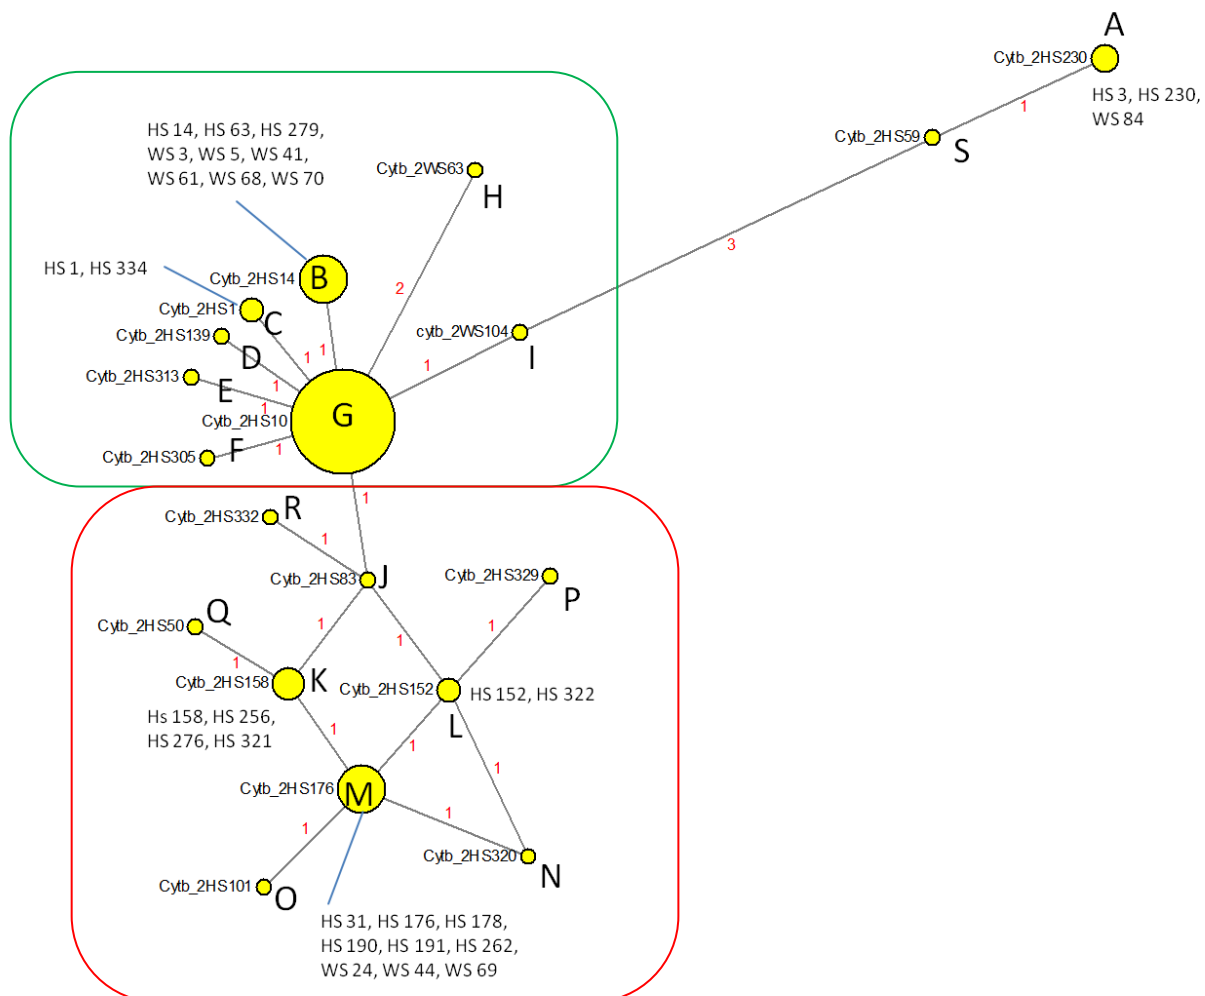 A
Cytb_2HS230
HS 3, HS 230,
WS 84
1
Cytb_2HS59
S
3
HS 14, HS 63, HS 279,
WS 3, WS 5, WS 41,
WS 61, WS 68, WS 70
Cytb_2WS63
H
2
HS 1, HS 334
Cytb_2HS14
B
Cytb_2HS1
C
Cytb_2HS139
D
cytb_2WS104
I
1
1
1
Cytb_2HS313
E
1
1
Cytb_2HS10
G
Cytb_2HS305
F
1
1
Cytb_2HS332
R
1
Cytb_2HS83
J
Cytb_2HS329
P
Cytb_2HS50
Q
1
1
1
1
Cytb_2HS158
K
Cytb_2HS152
HS 152, HS 322
L
Hs 158, HS 256,
HS 276, HS 321
1
1
1
Cytb_2HS176
M
1
1
Cytb_2HS320
N
Cytb_2HS101
O
HS 31, HS 176, HS 178,
HS 190, HS 191, HS 262,
WS 24, WS 44, WS 69